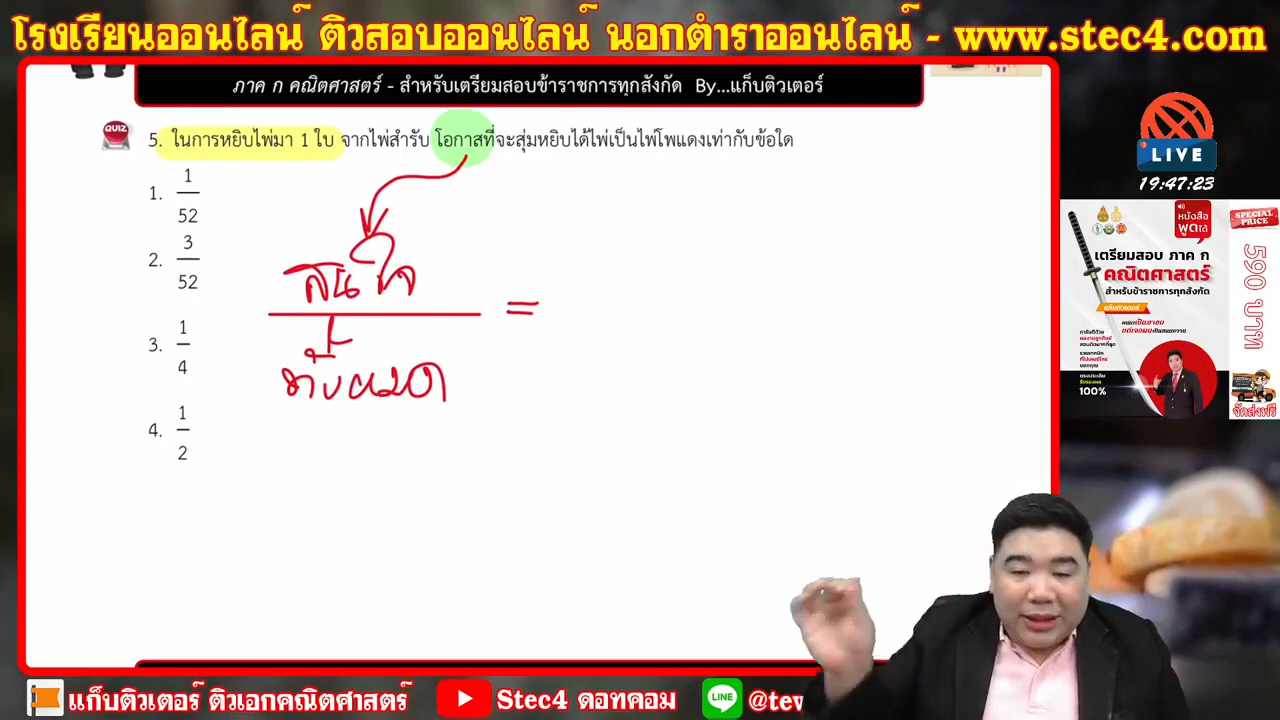 โรงเรียนออนไลน์ ติวสอบออนไลน์ นอกตำราออนไลน์ - www.stec4.com
ภาค ก คณิตศาสตร์ - สำหรับเตรียมสอบข้าราชการทุกสังกัด By...แก็บติวเตอร์
QUIZ
5. ในการหยิบไพ่มา 1 ใบ จากไพ่สำรับ โอกาสที่จะสุ่มหยิบได้ไพ่เป็นไพ่โพแดงเท่ากับข้อใด
1. 1/52
2. 3/52
3. 1/4
4. 1/2
สนใจ
=
ทั้งหมด
LIVE
19:47:23
หนังสือ
พูดได้
SPECIAL
PRICE
590 บาท
เตรียมสอบ ภาค ก
คณิตศาสตร์
สำหรับข้าราชการทุกสังกัด
แก็บติวเตอร์
100%
จัดส่งฟรี
แก็บติวเตอร์ ติวเอกคณิตศาสตร์
Stec4 ดอทคอม
LINE
@tev